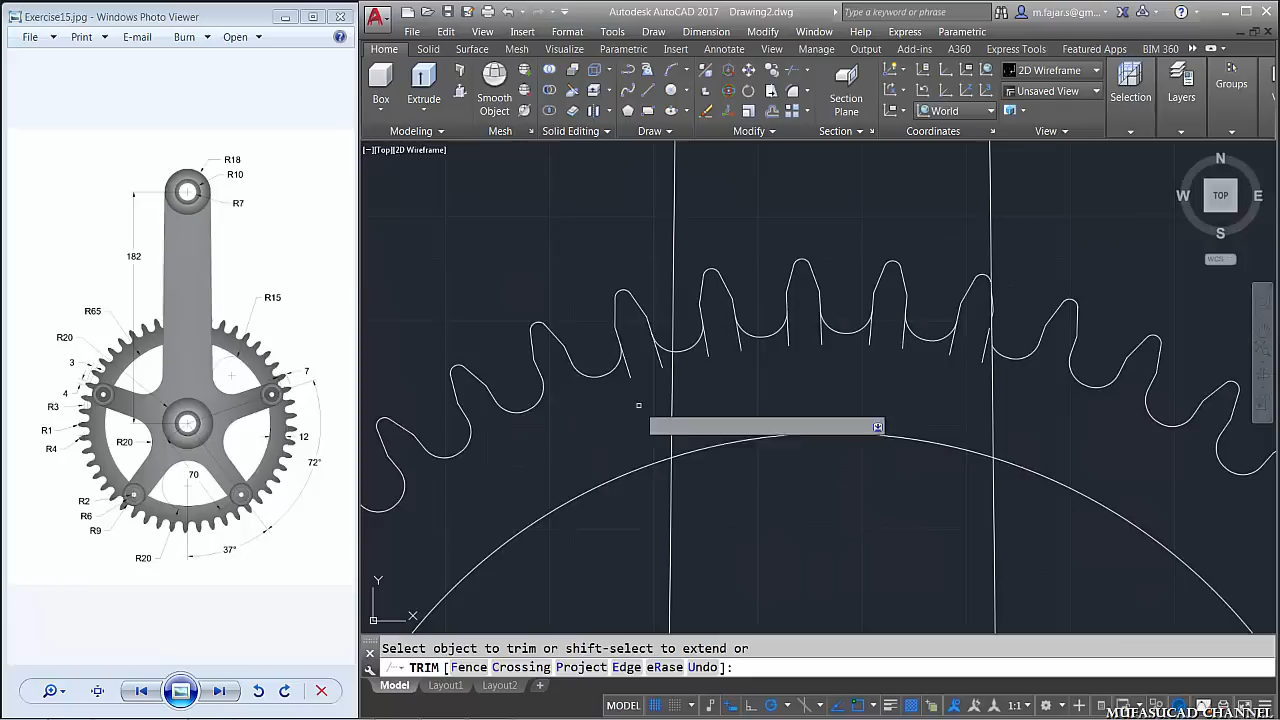 Exercise15.jpg - Windows Photo Viewer
File Print E-mail Burn Open
R18
R10
R7
182
R15
R65
R20
3
7
4
R3
R1
R20
12
R4
72°
70
R2
R6
R9
37°
R20
Autodesk AutoCAD 2017 Drawing2.dwg
Type a keyword or phrase
m.fajar.s@gm...
File Edit View Insert Format Tools Draw Dimension Modify Window Help Express Parametric
Home Solid Surface Mesh Visualize Parametric Insert Annotate View Manage Output Add-ins A360 Express Tools Featured Apps BIM 360
Box
Extrude
Smooth
Object
Section
Plane
World
2D Wireframe
Unsaved View
Selection
Layers
Groups
Modeling Mesh Solid Editing Draw Modify Section Coordinates View
[−][Top][2D Wireframe]
N
W TOP E
S
WCS
Y
X
Select object to trim or shift-select to extend or
TRIM [Fence Crossing Project Edge eRase Undo]:
Model Layout1 Layout2 +
MODEL
1:1
MUFASUCAD CHANNEL